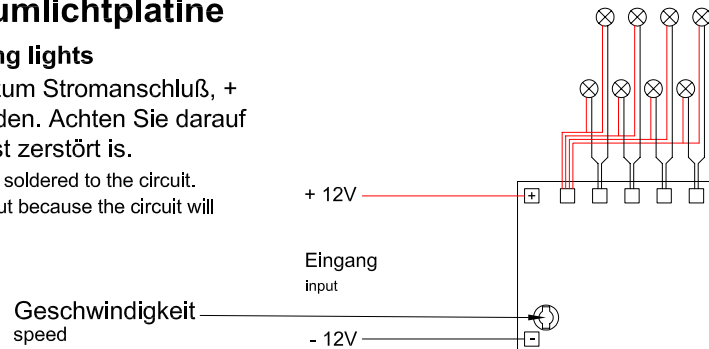 umlichtplatine
ng lights
zum Stromanschluß, +
den. Achten Sie darauf
st zerstört is.
soldered to the circuit.
ut because the circuit will
+ 12V
+
Eingang
input
Geschwindigkeit
speed
- 12V
-